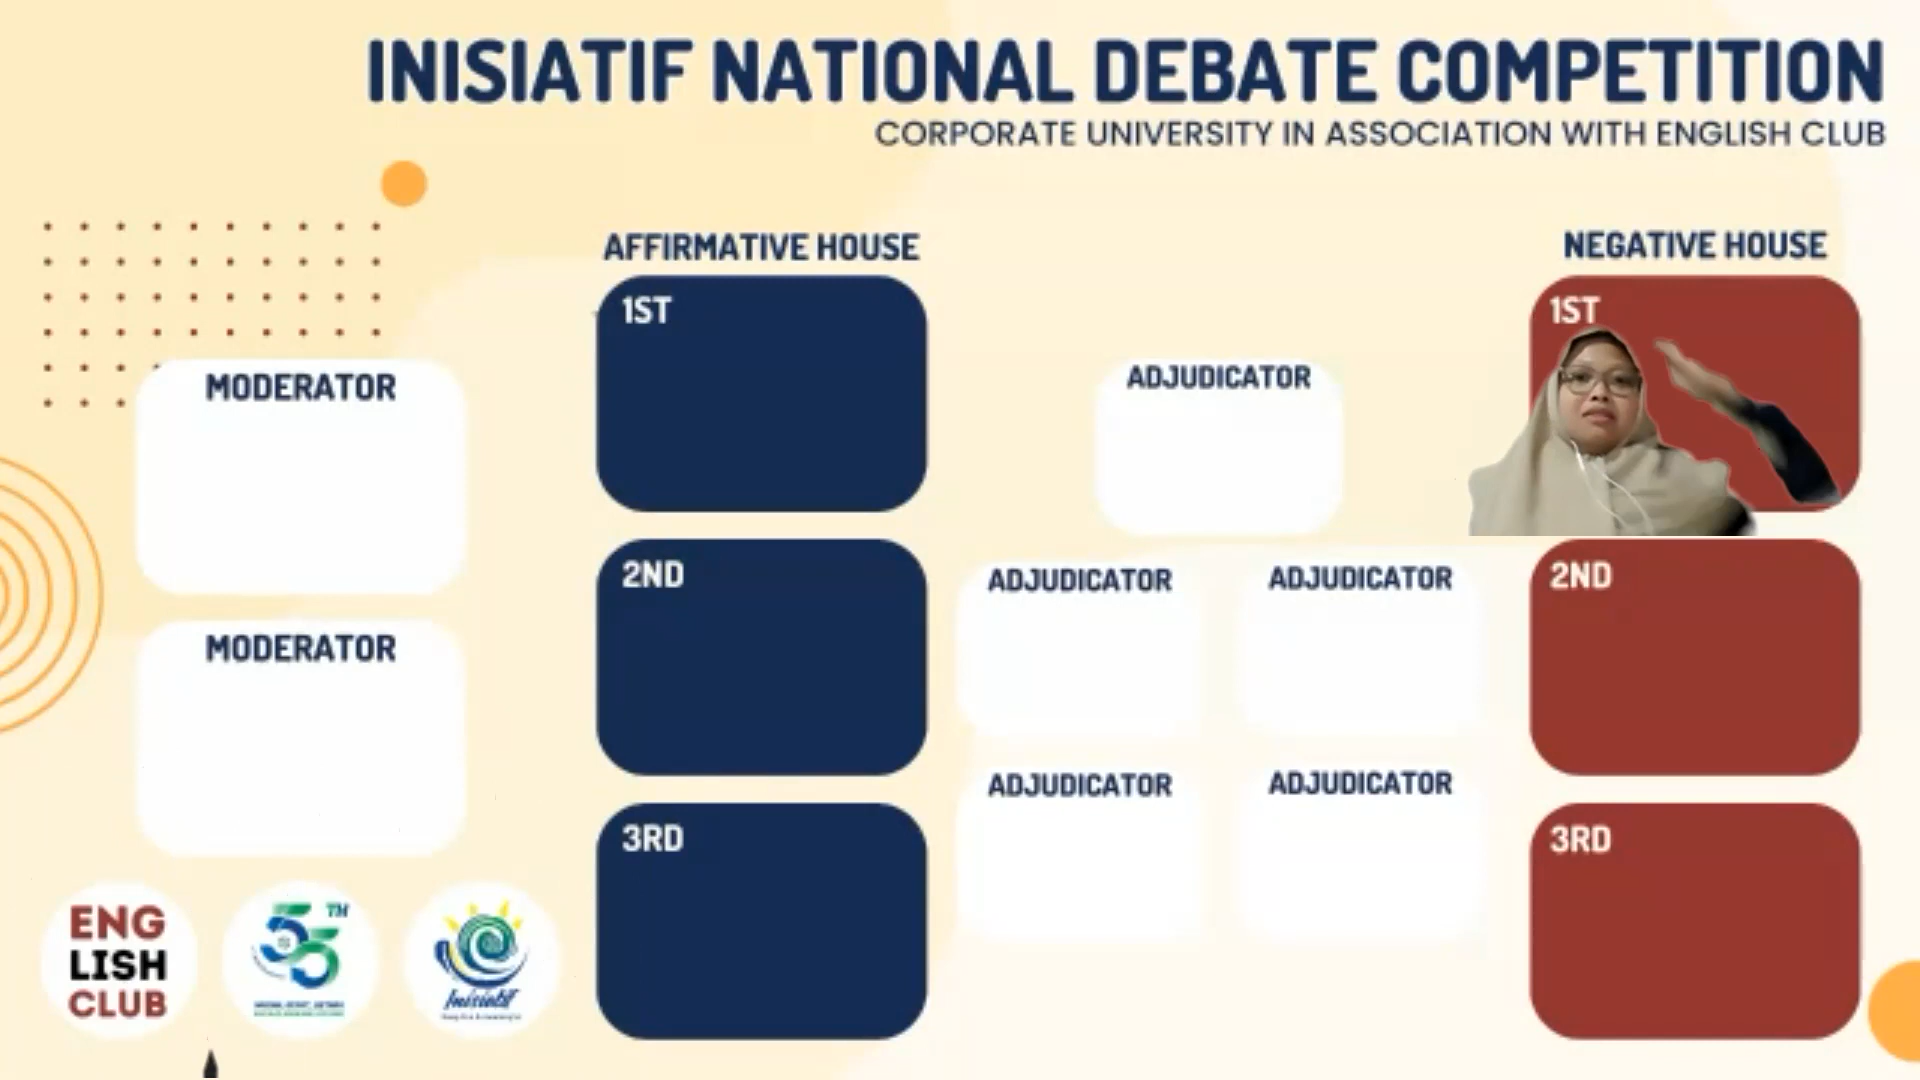 INISIATIF NATIONAL DEBATE COMPETITION
CORPORATE UNIVERSITY IN ASSOCIATION WITH ENGLISH CLUB
AFFIRMATIVE HOUSE
NEGATIVE HOUSE
1ST
1ST
MODERATOR
ADJUDICATOR
2ND
ADJUDICATOR
ADJUDICATOR
2ND
MODERATOR
ADJUDICATOR
ADJUDICATOR
3RD
3RD
ENG
LISH
CLUB
55TH
Inisiatif